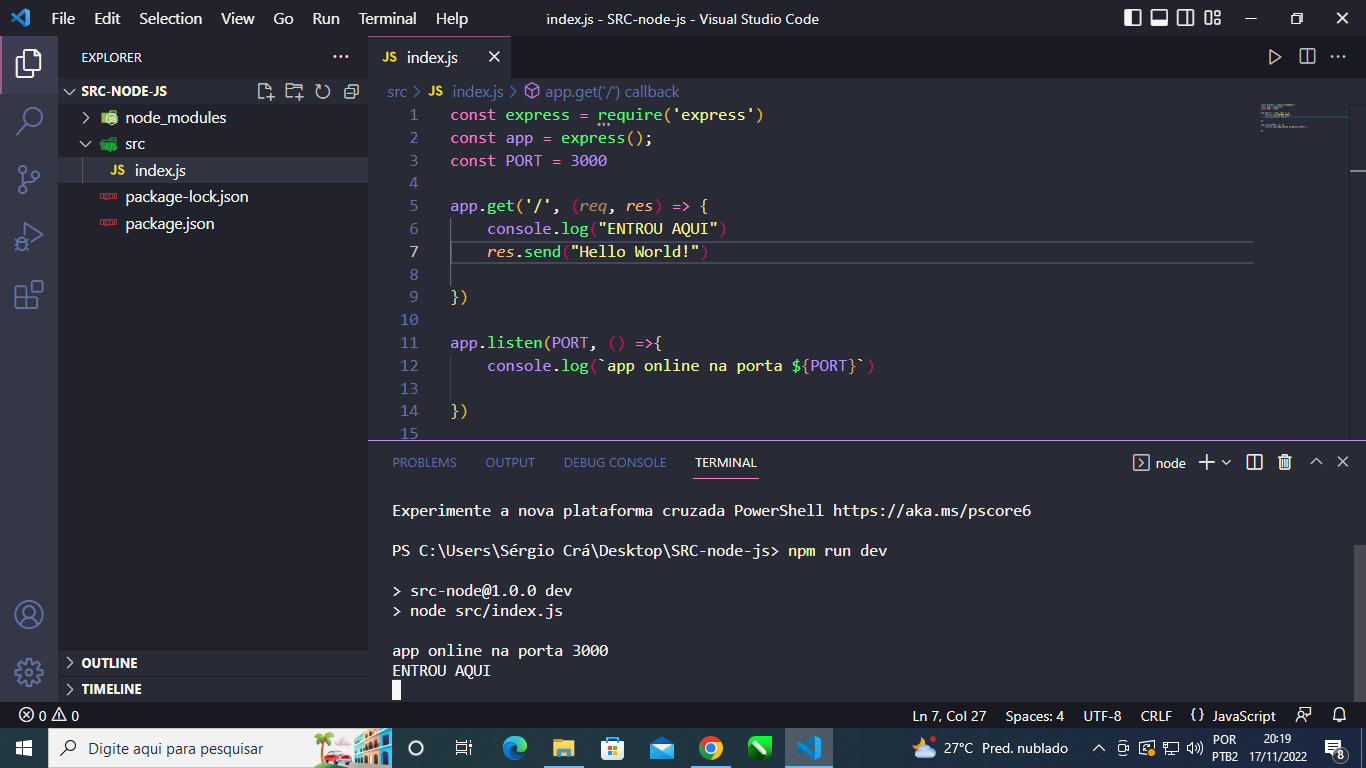 File Edit Selection View Go Run Terminal Help index.js - SRC-node-js - Visual Studio Code
EXPLORER
SRC-NODE-JS
node_modules
src
JS index.js
package-lock.json
package.json
OUTLINE
TIMELINE
JS index.js
src > JS index.js > app.get('/') callback
1 const express = require('express')
2 const app = express();
3 const PORT = 3000
4
5 app.get('/', (req, res) => {
6 console.log("ENTROU AQUI")
7 res.send("Hello World!")
8
9 })
10
11 app.listen(PORT, () =>{
12 console.log(`app online na porta ${PORT}`)
13
14 })
15
PROBLEMS OUTPUT DEBUG CONSOLE TERMINAL node
Experimente a nova plataforma cruzada PowerShell https://aka.ms/pscore6
PS C:\Users\Sérgio Crá\Desktop\SRC-node-js> npm run dev
> src-node@1.0.0 dev
> node src/index.js
app online na porta 3000
ENTROU AQUI
0 0 Ln 7, Col 27 Spaces: 4 UTF-8 CRLF {} JavaScript
Digite aqui para pesquisar 27°C Pred. nublado POR PTB2 20:19 17/11/2022 8